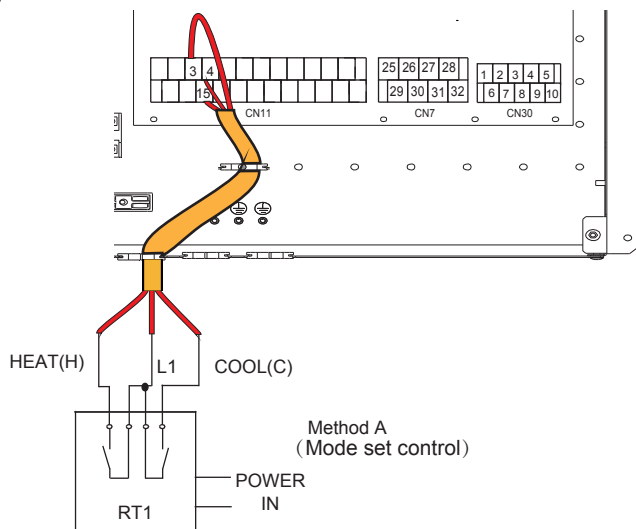 25 26 27 28
3 4
1 2 3 4 5
15
29 30 31 32
6 7 8 9 10
CN11
CN7
CN30
HEAT(H)
L1
COOL(C)
Method A
(Mode set control)
POWER
IN
RT1